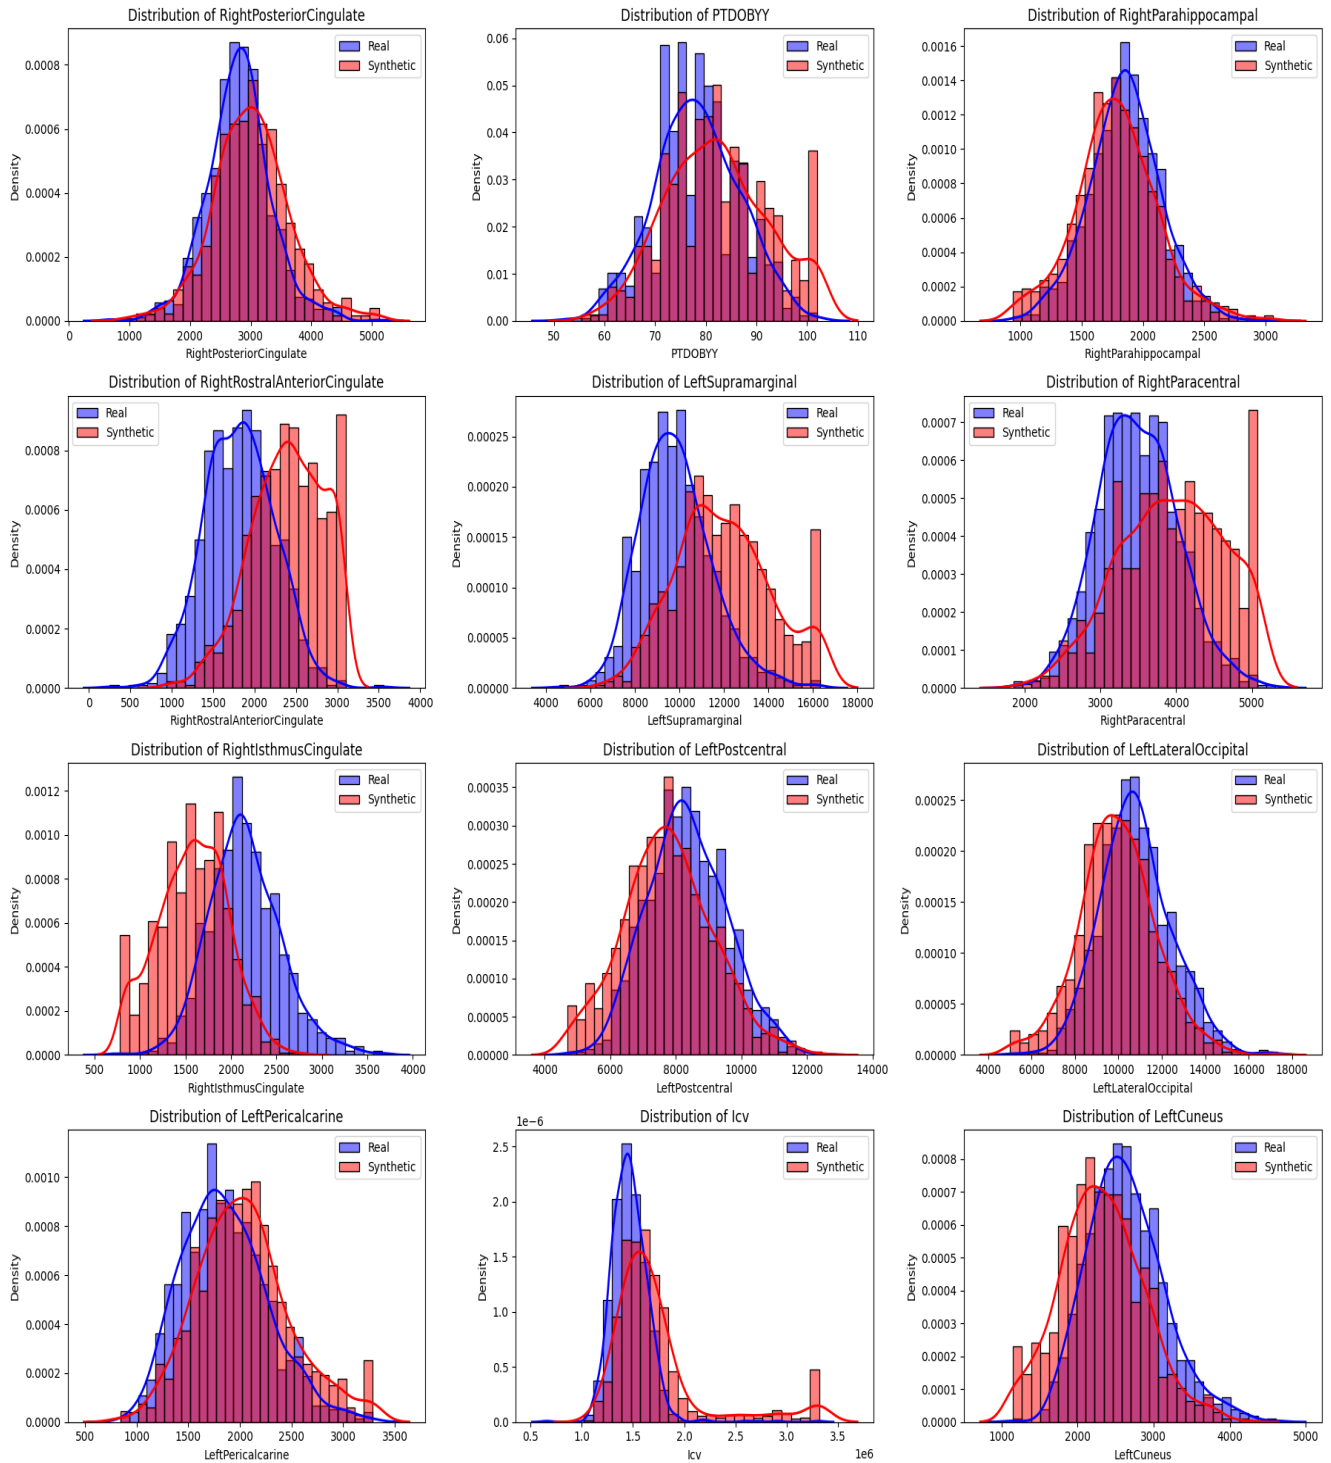 Distribution of RightPosteriorCingulate
Real
Synthetic
Density
0.0008
0.0006
0.0004
0.0002
0.0000
0 1000 2000 3000 4000 5000
RightPosteriorCingulate
Distribution of PTDOBYY
Real
Synthetic
Density
0.06
0.05
0.04
0.03
0.02
0.01
0.00
50 60 70 80 90 100 110
PTDOBYY
Distribution of RightParahippocampal
Real
Synthetic
Density
0.0016
0.0014
0.0012
0.0010
0.0008
0.0006
0.0004
0.0002
0.0000
1000 1500 2000 2500 3000
RightParahippocampal
Distribution of RightRostralAnteriorCingulate
Real
Synthetic
Density
0.0008
0.0006
0.0004
0.0002
0.0000
0 500 1000 1500 2000 2500 3000 3500 4000
RightRostralAnteriorCingulate
Distribution of LeftSupramarginal
Real
Synthetic
Density
0.00025
0.00020
0.00015
0.00010
0.00005
0.00000
4000 6000 8000 10000 12000 14000 16000 18000
LeftSupramarginal
Distribution of RightParacentral
Real
Synthetic
Density
0.0007
0.0006
0.0005
0.0004
0.0003
0.0002
0.0001
0.0000
2000 3000 4000 5000
RightParacentral
Distribution of RightIsthmusCingulate
Real
Synthetic
Density
0.0012
0.0010
0.0008
0.0006
0.0004
0.0002
0.0000
500 1000 1500 2000 2500 3000 3500 4000
RightIsthmusCingulate
Distribution of LeftPostcentral
Real
Synthetic
Density
0.00035
0.00030
0.00025
0.00020
0.00015
0.00010
0.00005
0.00000
4000 6000 8000 10000 12000 14000
LeftPostcentral
Distribution of LeftLateralOccipital
Real
Synthetic
Density
0.00025
0.00020
0.00015
0.00010
0.00005
0.00000
4000 6000 8000 10000 12000 14000 16000 18000
LeftLateralOccipital
Distribution of LeftPericalcarine
Real
Synthetic
Density
0.0010
0.0008
0.0006
0.0004
0.0002
0.0000
500 1000 1500 2000 2500 3000 3500
LeftPericalcarine
Distribution of Icv
1e−6
Real
Synthetic
Density
2.5
2.0
1.5
1.0
0.5
0.0
0.5 1.0 1.5 2.0 2.5 3.0 3.5
1e6
Icv
Distribution of LeftCuneus
Real
Synthetic
Density
0.0008
0.0007
0.0006
0.0005
0.0004
0.0003
0.0002
0.0001
0.0000
1000 2000 3000 4000 5000
LeftCuneus